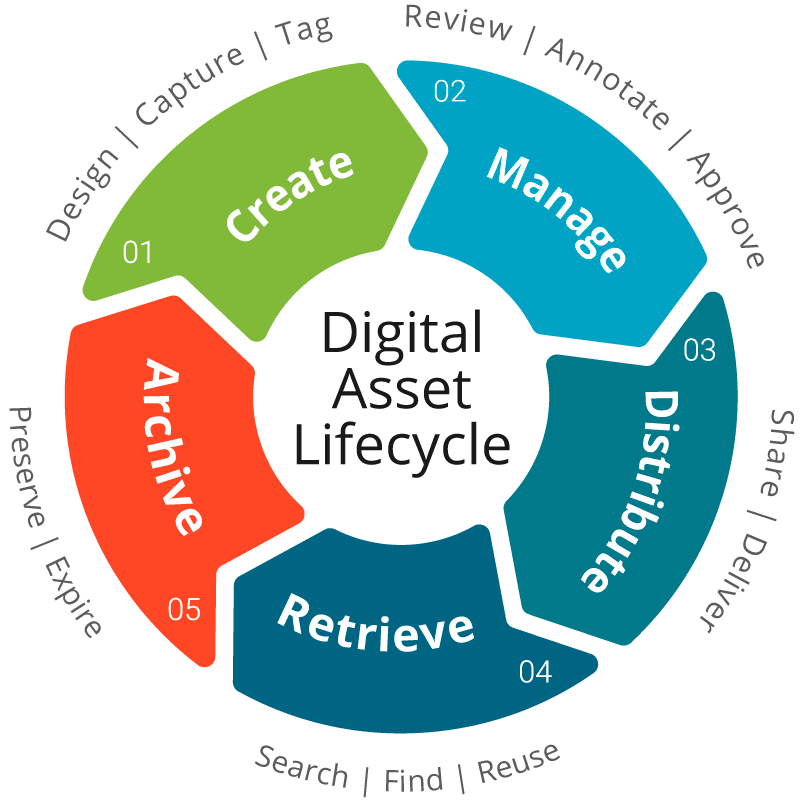 Digital
Asset
Lifecycle
01
Create
Design | Capture | Tag
02
Manage
Review | Annotate | Approve
03
Distribute
Share | Deliver
04
Retrieve
Search | Find | Reuse
05
Archive
Preserve | Expire